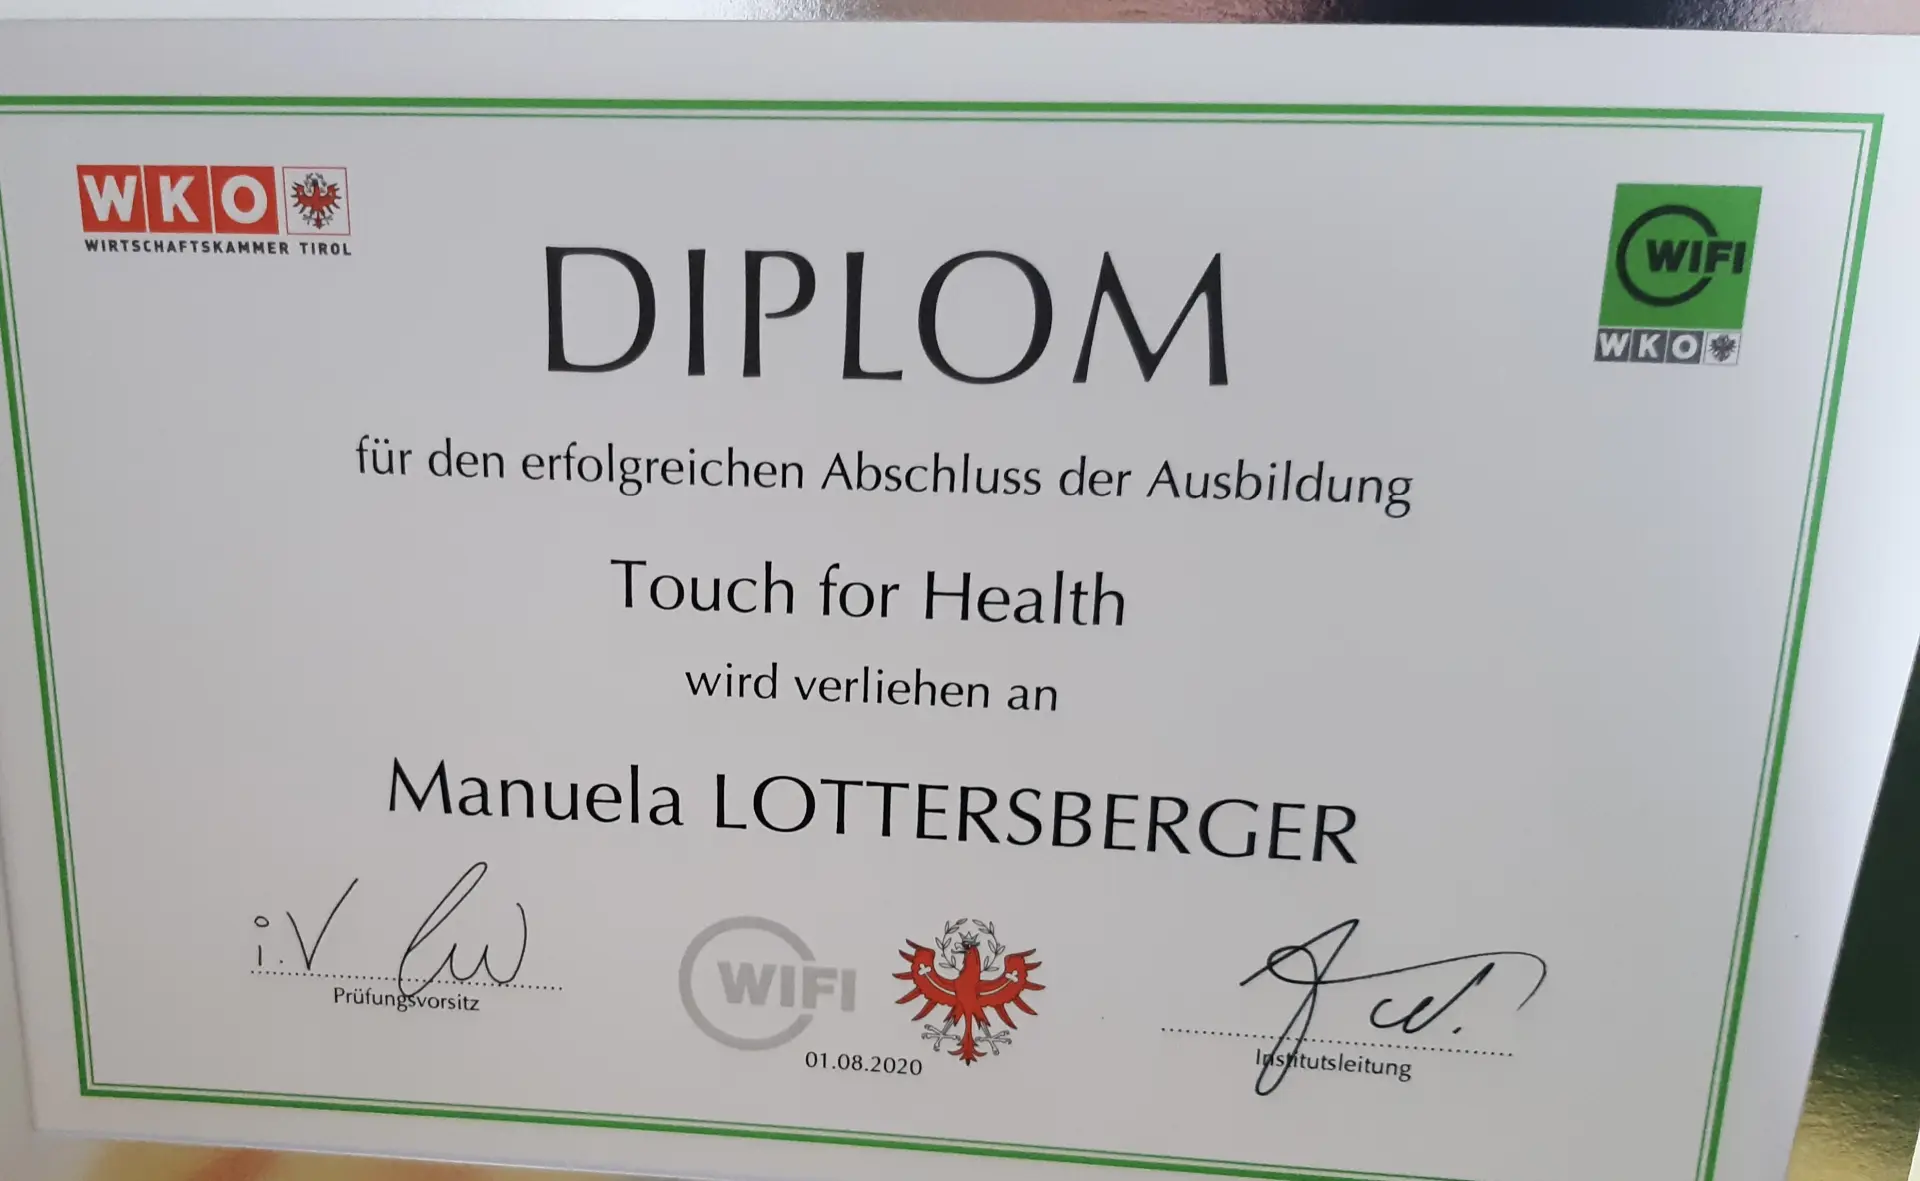 WKO
WIRTSCHAFTSKAMMER TIROL
WIFI
WKO
DIPLOM
für den erfolgreichen Abschluss der Ausbildung
Touch for Health
wird verliehen an
Manuela LOTTERSBERGER
i.V
Prüfungsvorsitz
WIFI
01.08.2020
Institutsleitung